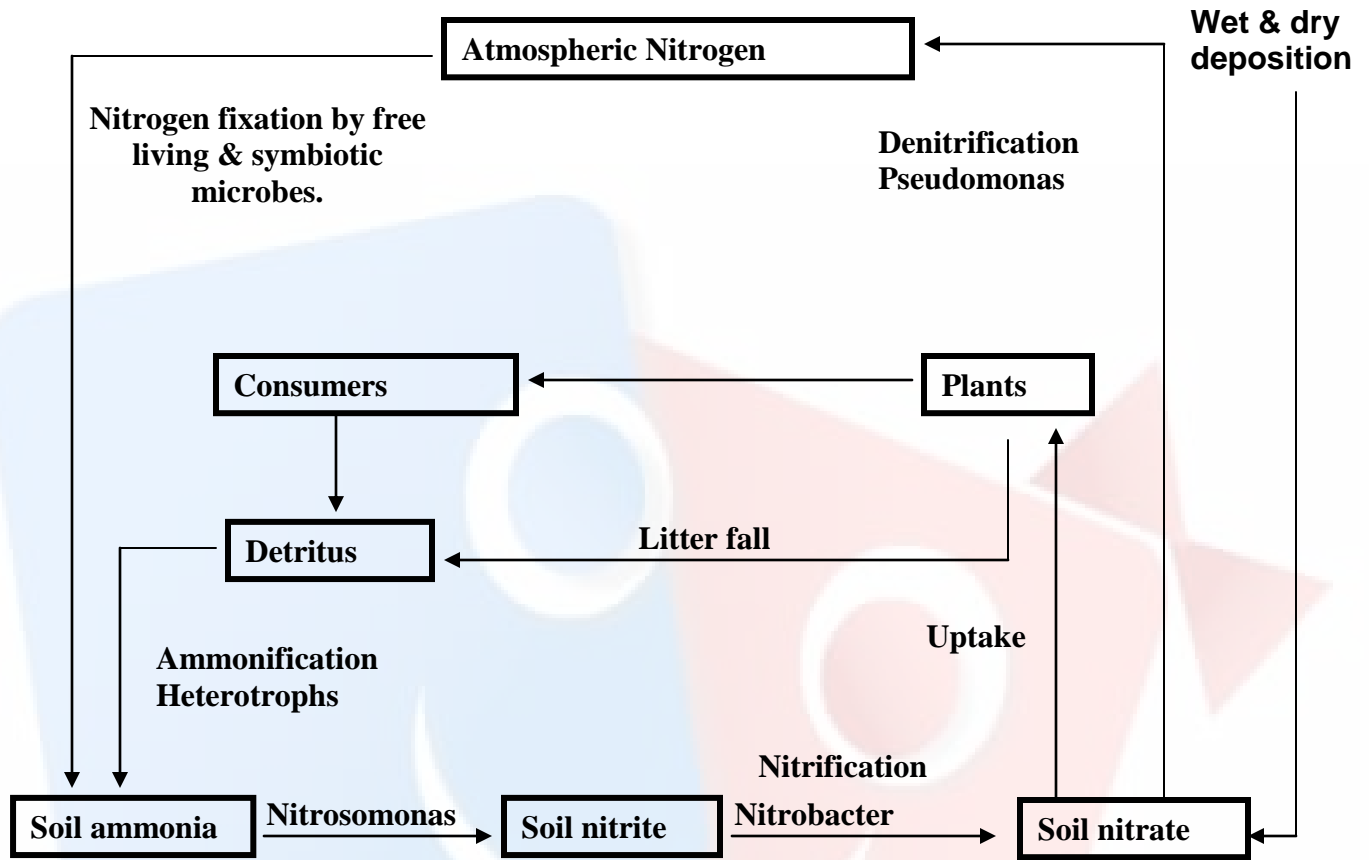 Wet & dry
deposition
Atmospheric Nitrogen
Nitrogen fixation by free
living & symbiotic
microbes.
Denitrification
Pseudomonas
Consumers
Plants
Detritus
Litter fall
Uptake
Ammonification
Heterotrophs
Nitrification
Soil ammonia
Nitrosomonas
Soil nitrite
Nitrobacter
Soil nitrate